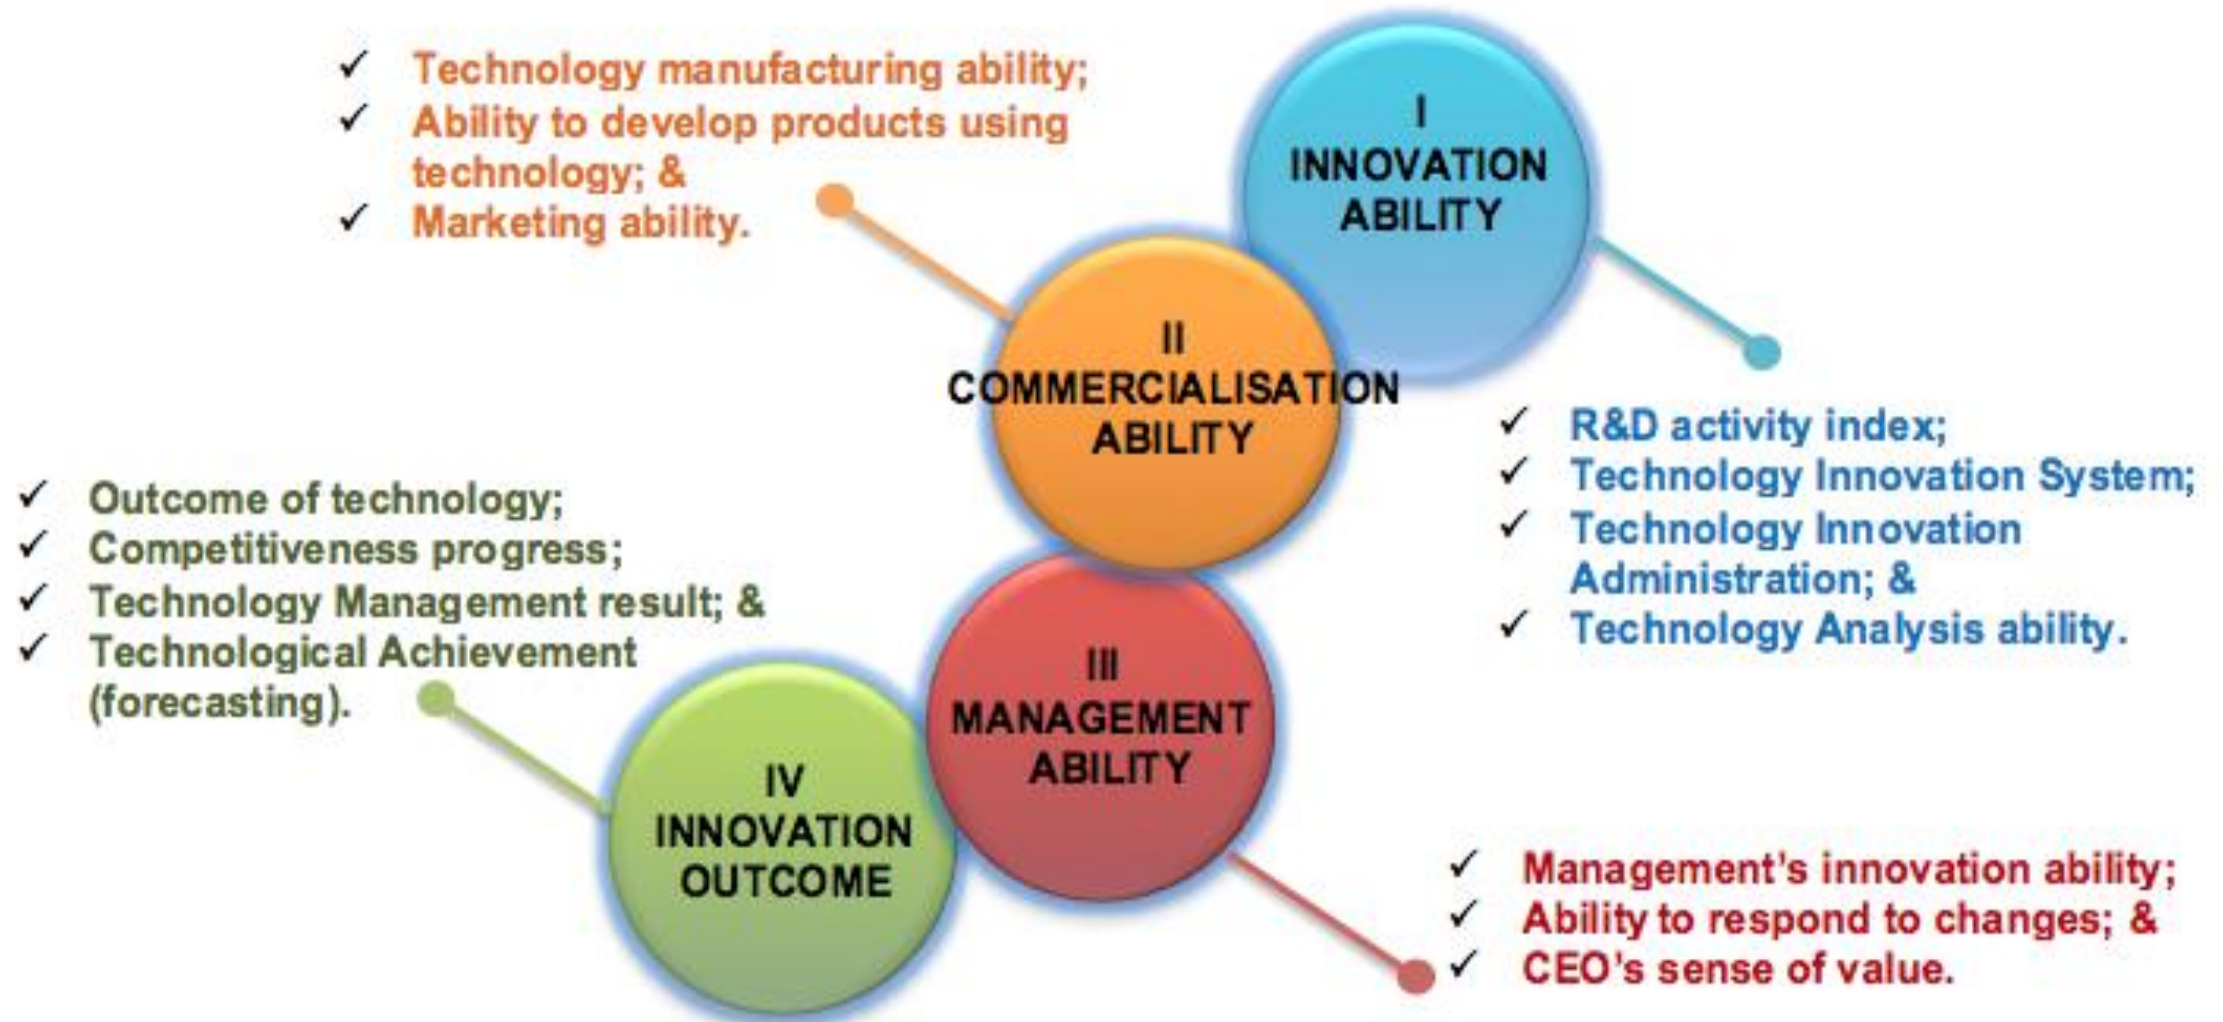 ✓ Technology manufacturing ability;
✓ Ability to develop products using
technology; &
✓ Marketing ability.
I
INNOVATION
ABILITY
II
COMMERCIALISATION
ABILITY
✓ R&D activity index;
✓ Technology Innovation System;
✓ Technology Innovation
Administration; &
✓ Technology Analysis ability.
✓ Outcome of technology;
✓ Competitiveness progress;
✓ Technology Management result; &
✓ Technological Achievement
(forecasting).
III
MANAGEMENT
ABILITY
IV
INNOVATION
OUTCOME
✓ Management's innovation ability;
✓ Ability to respond to changes; &
✓ CEO's sense of value.